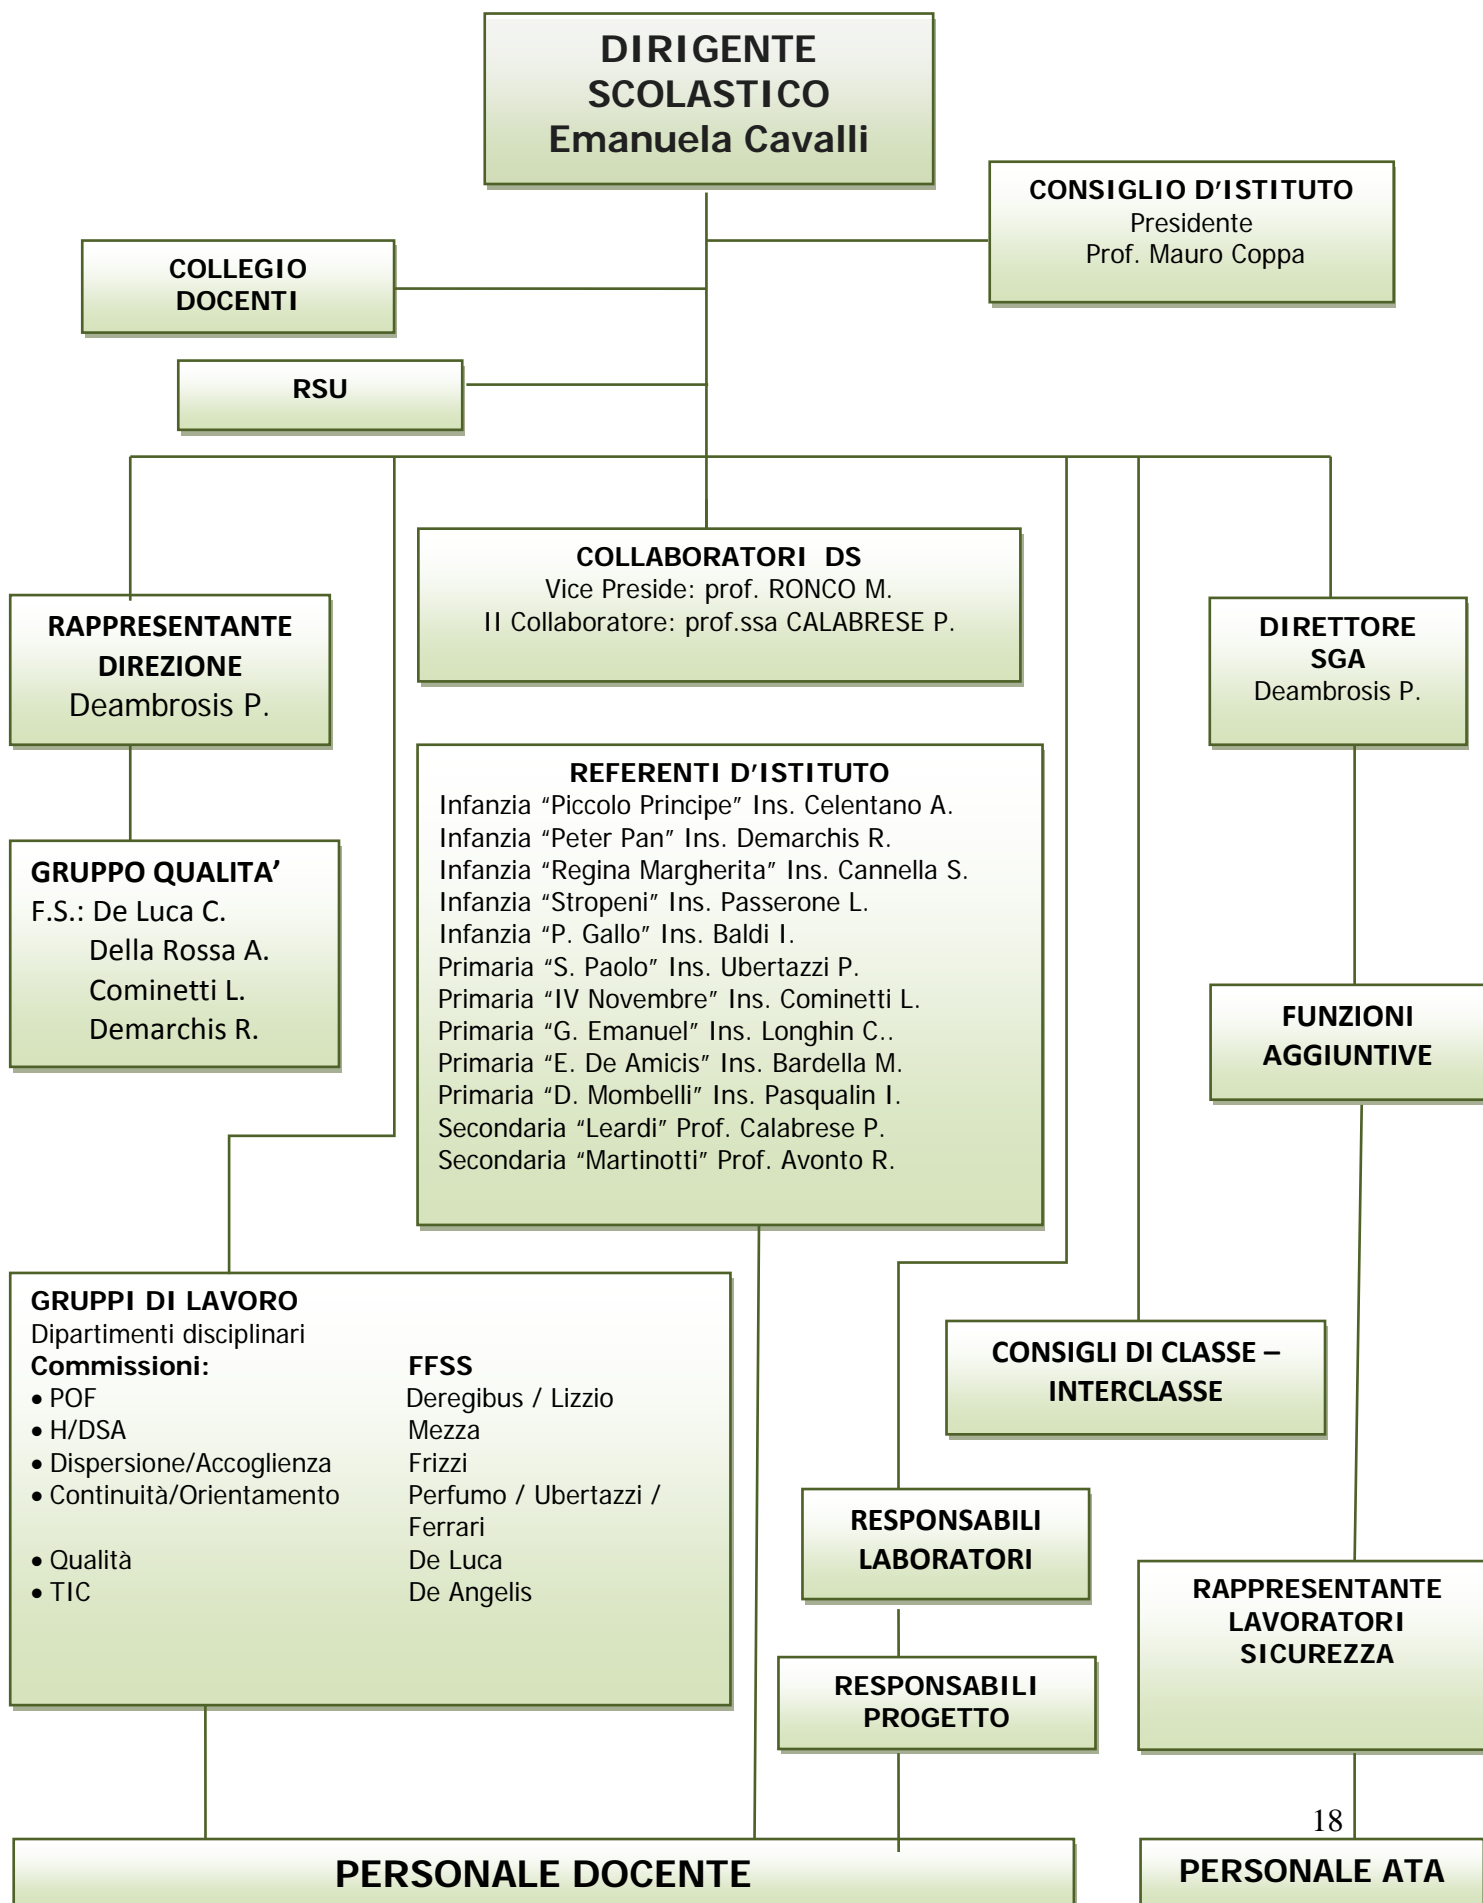 DIRIGENTE
SCOLASTICO
Emanuela Cavalli
CONSIGLIO D’ISTITUTO
Presidente
Prof. Mauro Coppa
COLLEGIO
DOCENTI
RSU
COLLABORATORI DS
Vice Preside: prof. RONCO M.
II Collaboratore: prof.ssa CALABRESE P.
RAPPRESENTANTE
DIREZIONE
Deambrosis P.
DIRETTORE
SGA
Deambrosis P.
REFERENTI D’ISTITUTO
Infanzia “Piccolo Principe” Ins. Celentano A.
Infanzia “Peter Pan” Ins. Demarchis R.
Infanzia “Regina Margherita” Ins. Cannella S.
Infanzia “Stropeni” Ins. Passerone L.
Infanzia “P. Gallo” Ins. Baldi I.
Primaria “S. Paolo” Ins. Ubertazzi P.
Primaria “IV Novembre” Ins. Cominetti L.
Primaria “G. Emanuel” Ins. Longhin C..
Primaria “E. De Amicis” Ins. Bardella M.
Primaria “D. Mombelli” Ins. Pasqualin I.
Secondaria “Leardi” Prof. Calabrese P.
Secondaria “Martinotti” Prof. Avonto R.
GRUPPO QUALITA’
F.S.: De Luca C.
Della Rossa A.
Cominetti L.
Demarchis R.
FUNZIONI
AGGIUNTIVE
GRUPPI DI LAVORO
Dipartimenti disciplinari
Commissioni: FFSS
• POF Deregibus / Lizzio
• H/DSA Mezza
• Dispersione/Accoglienza Frizzi
• Continuità/Orientamento Perfumo / Ubertazzi /
Ferrari
• Qualità De Luca
• TIC De Angelis
CONSIGLI DI CLASSE –
INTERCLASSE
RESPONSABILI
LABORATORI
RAPPRESENTANTE
LAVORATORI
SICUREZZA
RESPONSABILI
PROGETTO
18
PERSONALE DOCENTE
PERSONALE ATA